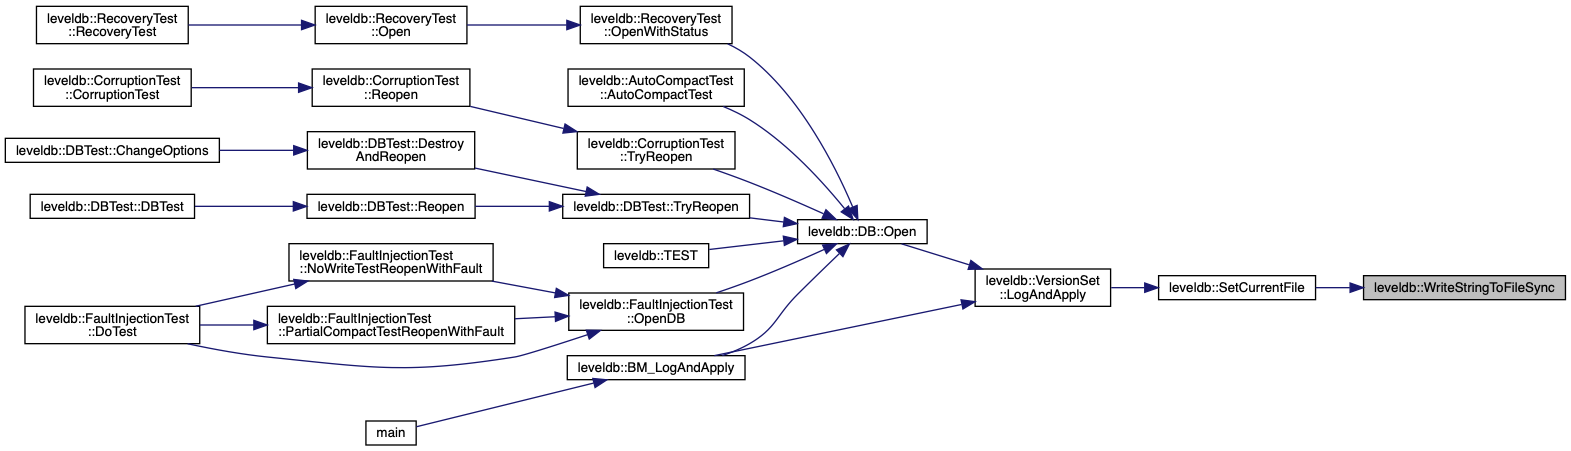 leveldb::RecoveryTest
::RecoveryTest
leveldb::RecoveryTest
::Open
leveldb::RecoveryTest
::OpenWithStatus
leveldb::CorruptionTest
::CorruptionTest
leveldb::CorruptionTest
::Reopen
leveldb::AutoCompactTest
::AutoCompactTest
leveldb::DBTest::ChangeOptions
leveldb::DBTest::Destroy
AndReopen
leveldb::CorruptionTest
::TryReopen
leveldb::DBTest::DBTest
leveldb::DBTest::Reopen
leveldb::DBTest::TryReopen
leveldb::DB::Open
leveldb::TEST
leveldb::FaultInjectionTest
::NoWriteTestReopenWithFault
leveldb::VersionSet
::LogAndApply
leveldb::SetCurrentFile
leveldb::WriteStringToFileSync
leveldb::FaultInjectionTest
::DoTest
leveldb::FaultInjectionTest
::PartialCompactTestReopenWithFault
leveldb::FaultInjectionTest
::OpenDB
leveldb::BM_LogAndApply
main